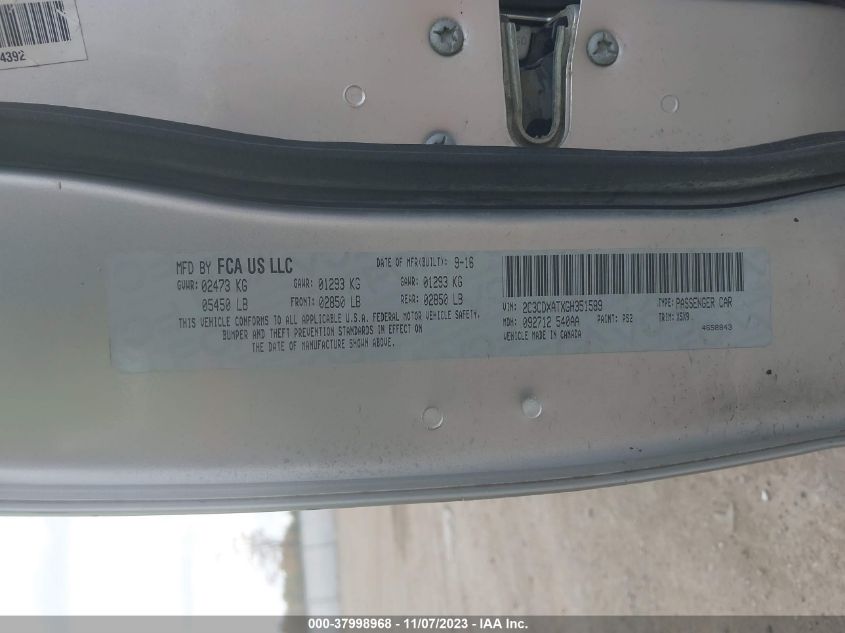 4392
MFD BY FCA US LLC
DATE OF MFR(BUILT): 9-16
GVWR: 02473 KG
GAWR: 01293 KG
GAWR: 01293 KG
05450 LB
FRONT: 02850 LB
REAR: 02850 LB
THIS VEHICLE CONFORMS TO ALL APPLICABLE U.S.A. FEDERAL MOTOR VEHICLE SAFETY,
BUMPER AND THEFT PREVENTION STANDARDS IN EFFECT ON
THE DATE OF MANUFACTURE SHOWN ABOVE.
VIN: 2C3CDXATXGH351599
TYPE: PASSENGER CAR
MDH: 092712 540AA
PAINT: PS2
TRIM: X5X9
VEHICLE MADE IN CANADA
4658843
000-37998968 - 11/07/2023 - IAA Inc.